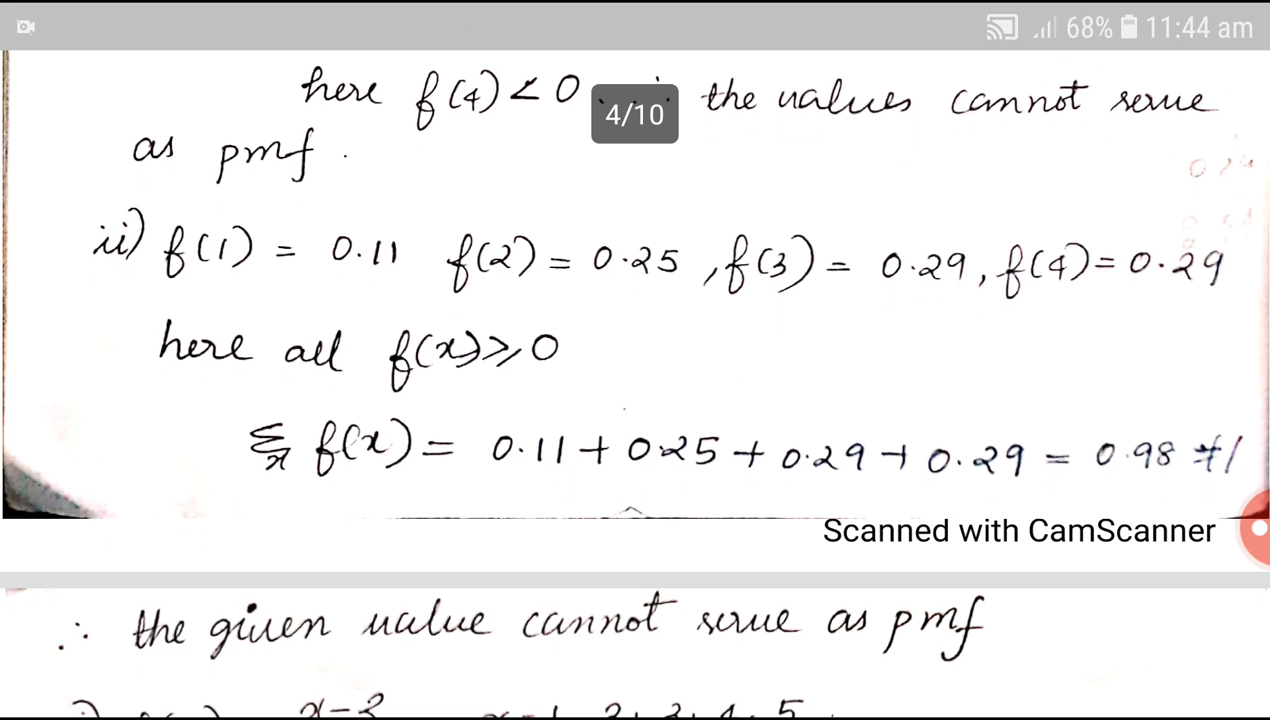 68% 11:44 am
here f(4) < 0 the values cannot serve
4/10
as pmf.
ii) f(1) = 0.11 f(2) = 0.25, f(3) = 0.29, f(4) = 0.29
here all f(x) ≥ 0
Σx f(x) = 0.11 + 0.25 + 0.29 + 0.29 = 0.98 ≠ 1
Scanned with CamScanner
∴ the given value cannot serve as pmf